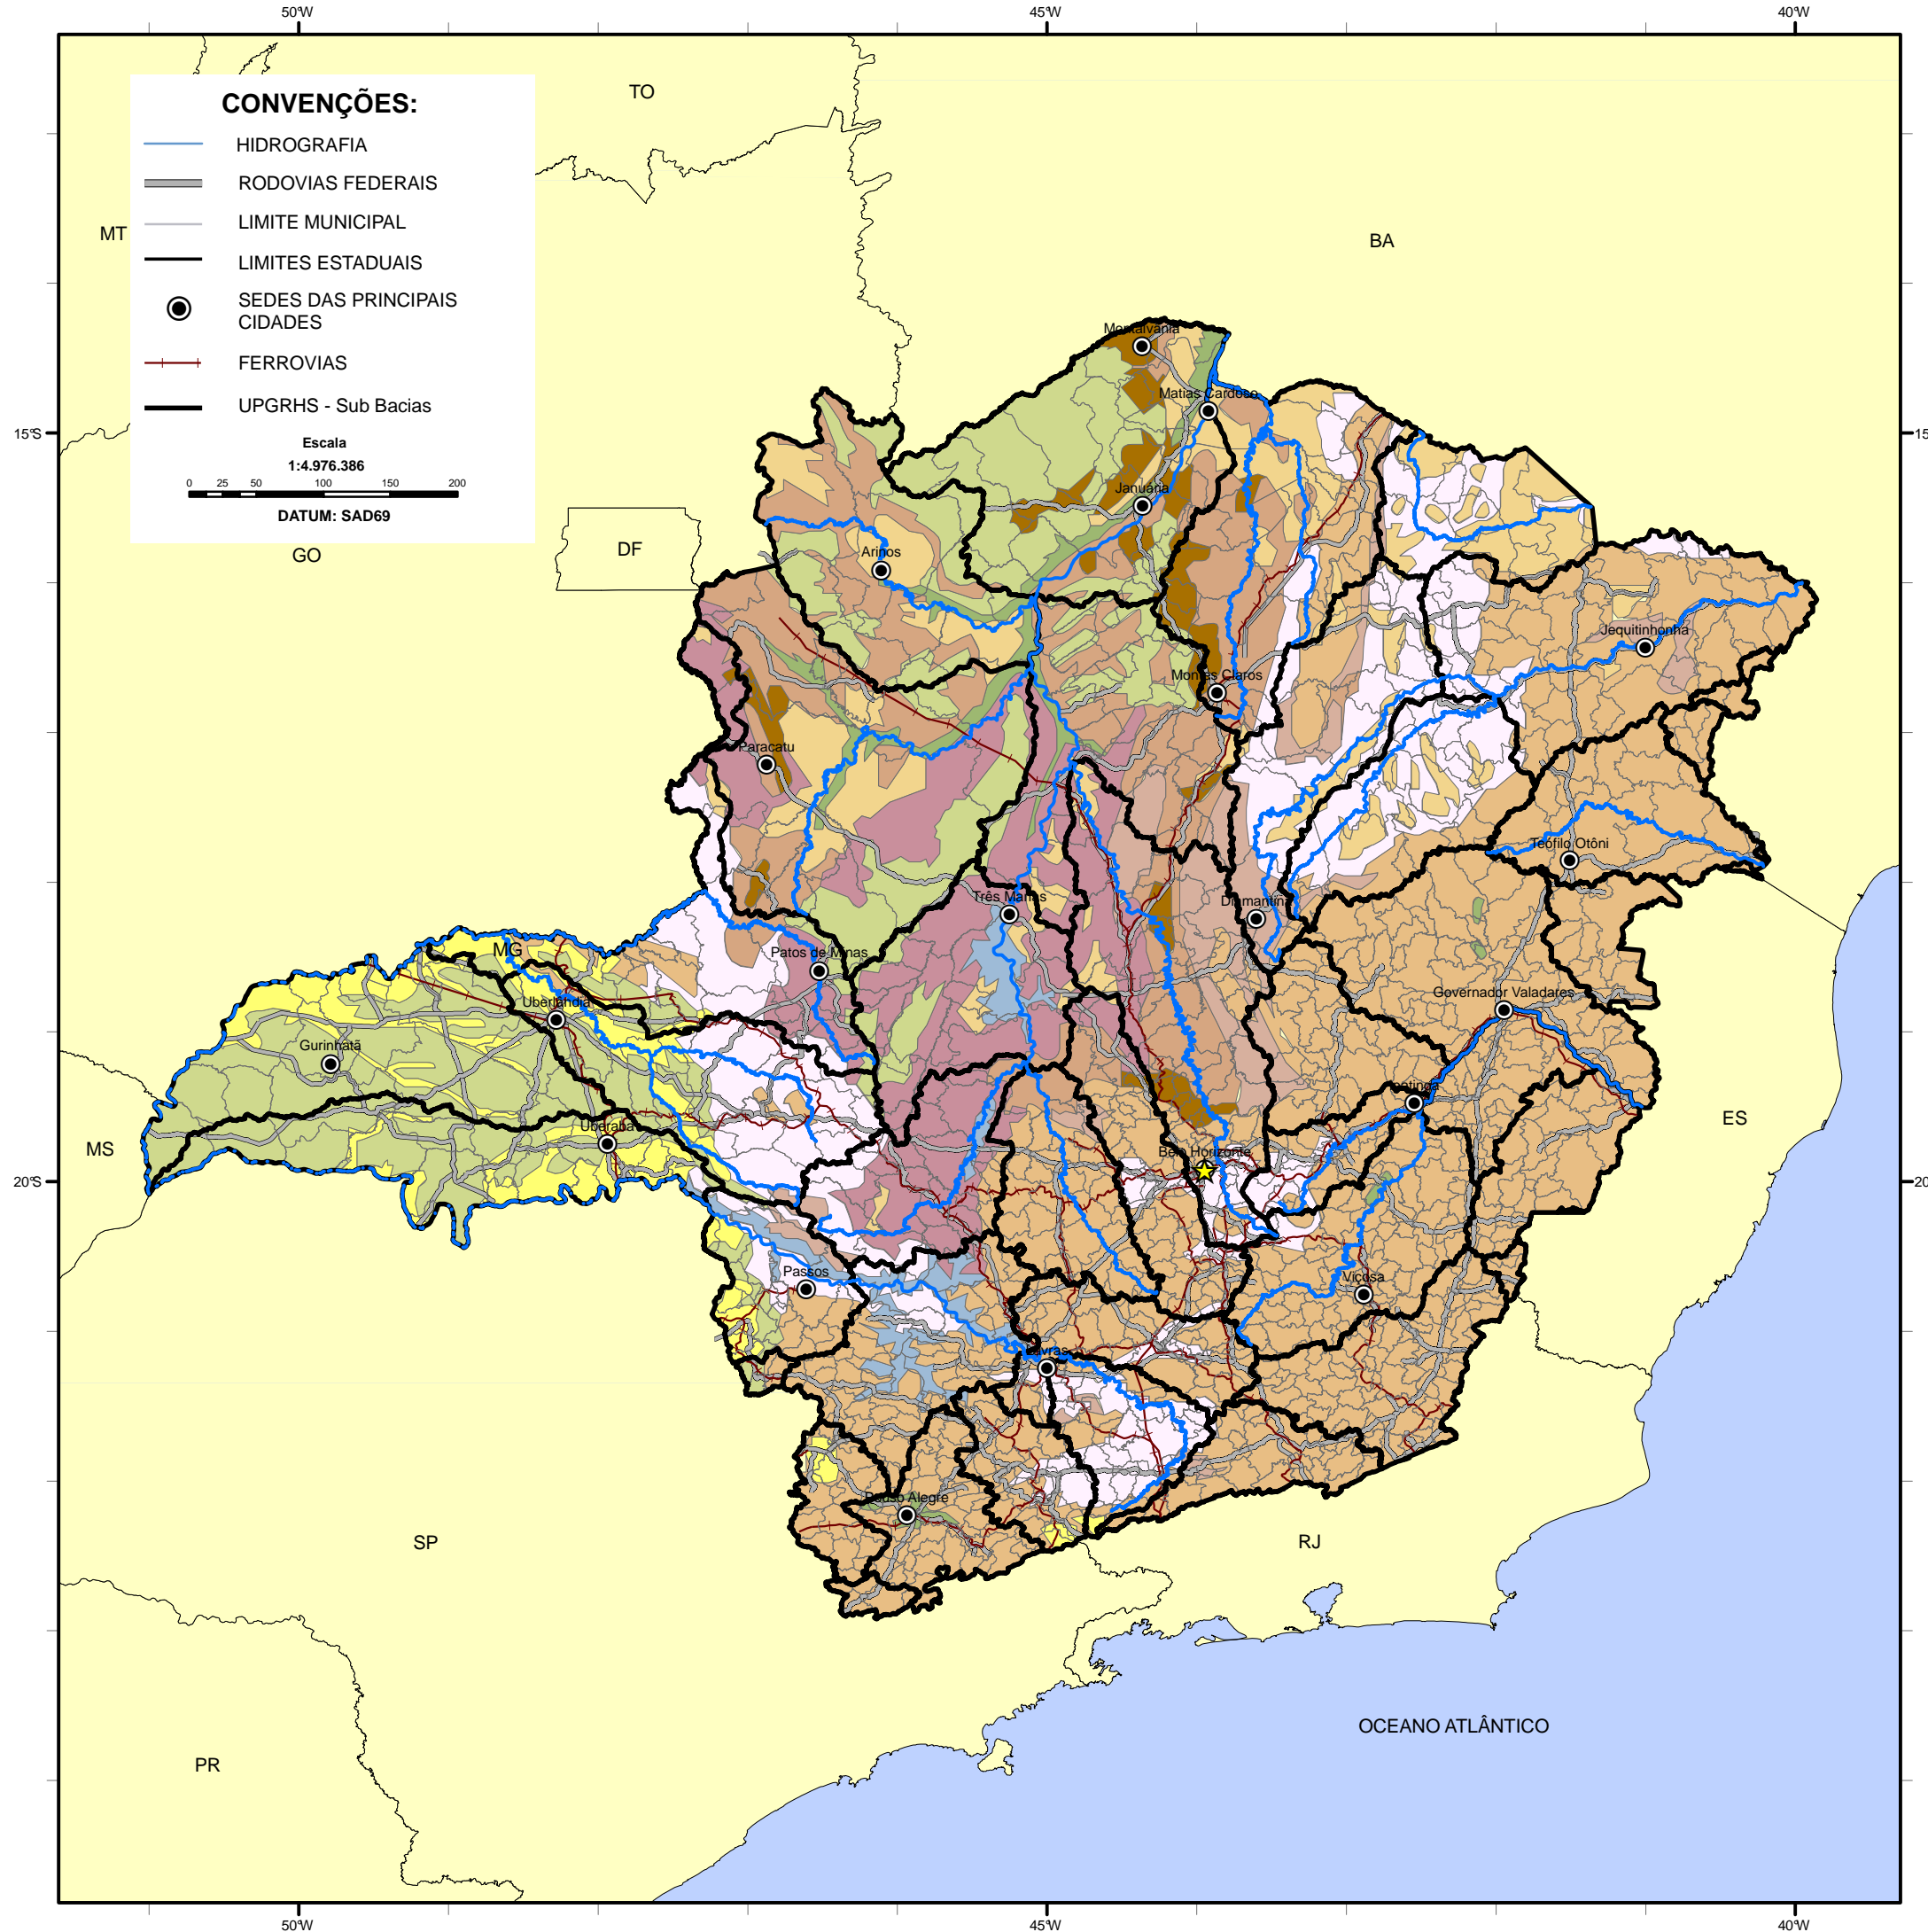 50°W
45°W
40°W
TO
CONVENÇÕES:
HIDROGRAFIA
RODOVIAS FEDERAIS
LIMITE MUNICIPAL
MT
BA
LIMITES ESTADUAIS
SEDES DAS PRINCIPAIS
CIDADES
FERROVIAS
UPGRHS - Sub Bacias
Escala
1:4.976.386
0 25 50 100 150 200
DATUM: SAD69
Montalvânia
Matias Cardoso
15°S
15
Januária
GO
DF
Arinos
Jequitinhonha
Montes Claros
Paracatu
Teófilo Otôni
Três Marias
Diamantina
MG
Patos de Minas
Uberlândia
Governador Valadares
Gurinhatã
Ipatinga
ES
MS
Uberaba
Belo Horizonte
20°S
20
Passos
Viçosa
Lavras
Pouso Alegre
SP
RJ
OCEANO ATLÂNTICO
PR
50°W
45°W
40°W